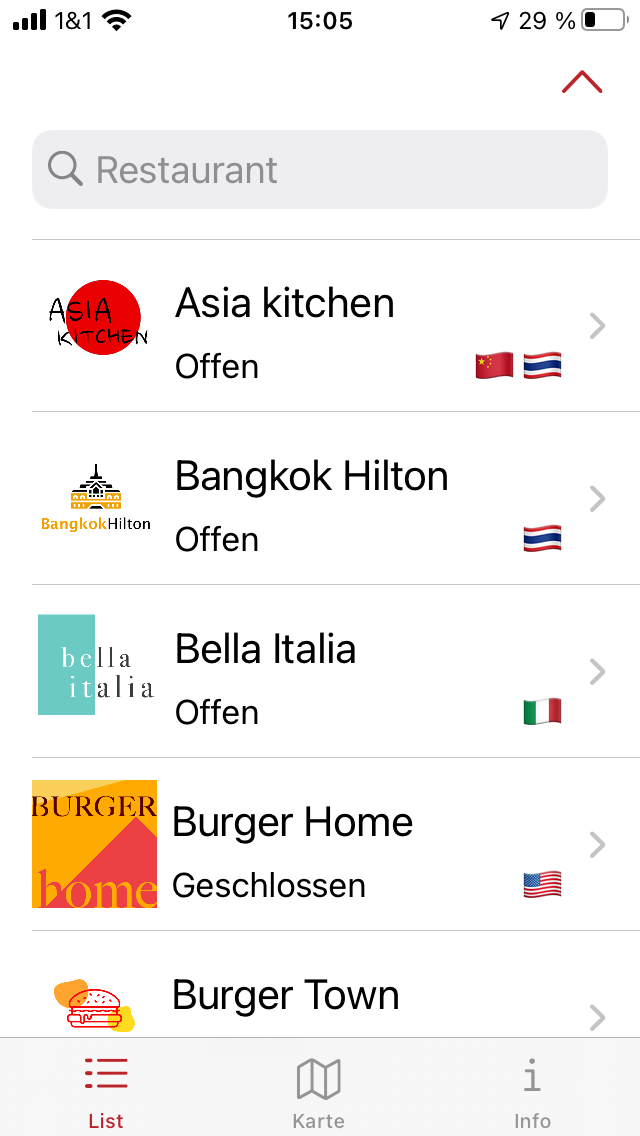 1&1 15:05 29 %
Restaurant
ASIA
KITCHEN
Asia kitchen
Offen
BangkokHilton
Bangkok Hilton
Offen
bella
italia
Bella Italia
Offen
BURGER
home
Burger Home
Geschlossen
Burger Town
List Karte Info